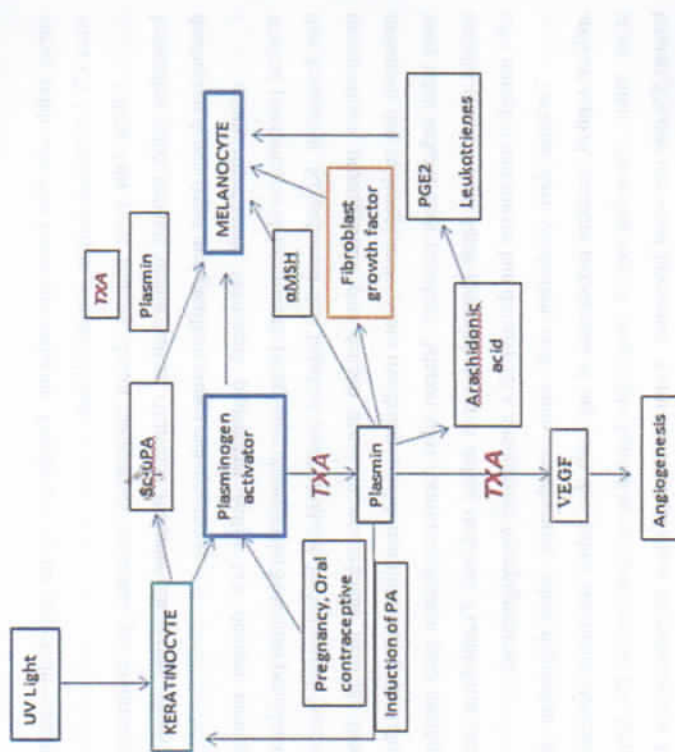 UV Light
KERATINOCYTE
Sc-uPA
TXA
Plasmin
Plasminogen
activator
MELANOCYTE
Pregnancy, Oral
contraceptive
TXA
αMSH
Induction of PA
Plasmin
Fibroblast
growth factor
TXA
Arachidonic
acid
PGE2
Leukotrienes
VEGF
Angiogenesis